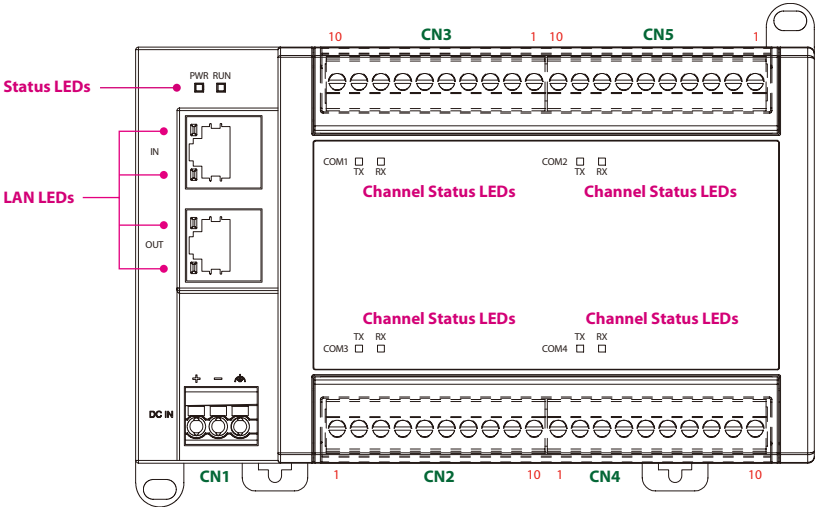 10 CN3 1 10 CN5 1
Status LEDs
PWR RUN
IN
LAN LEDs
OUT
COM1 TX RX
Channel Status LEDs
COM2 TX RX
Channel Status LEDs
Channel Status LEDs
COM3 TX RX
Channel Status LEDs
COM4 TX RX
+ −
DC IN
CN1 1 CN2 10 1 CN4 10